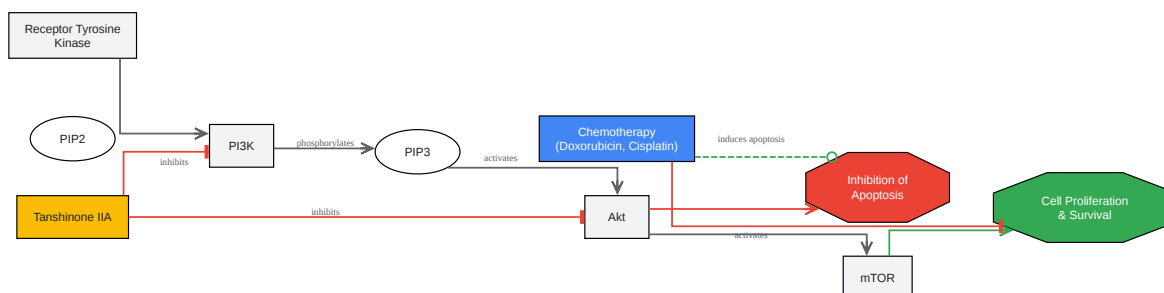 Receptor Tyrosine
Kinase
PIP2
PI3K
phosphorylates
PIP3
inhibits
activates
Chemotherapy
(Doxorubicin, Cisplatin)
induces apoptosis
Inhibition of
Apoptosis
Cell Proliferation
& Survival
Tanshinone IIA
inhibits
Akt
activates
mTOR